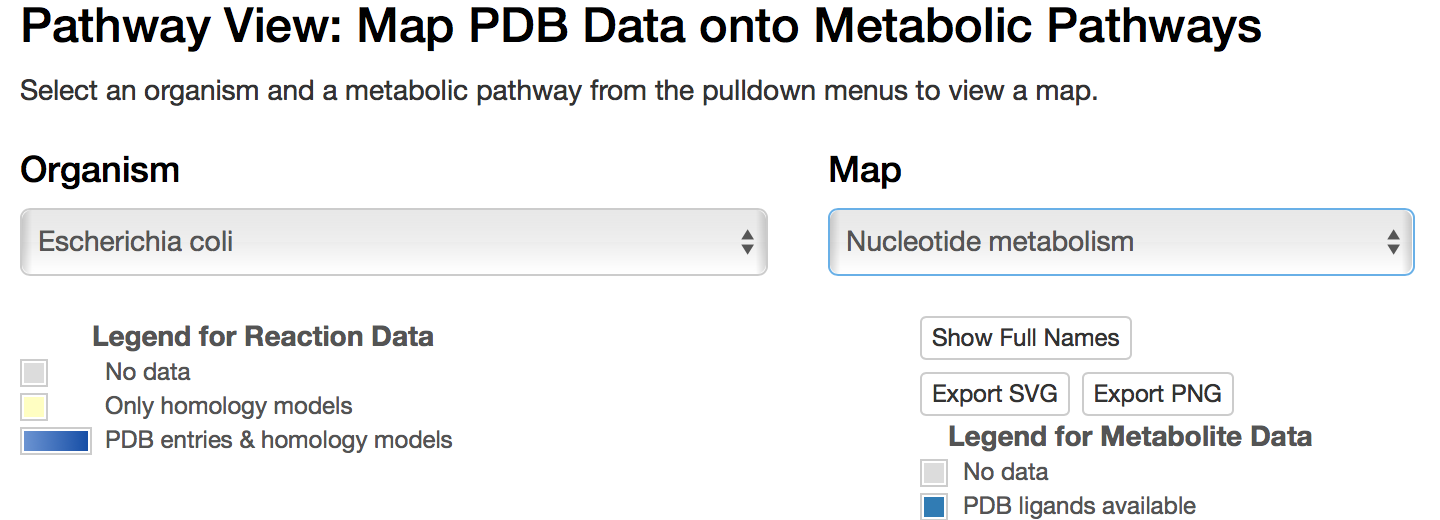 Pathway View: Map PDB Data onto Metabolic Pathways
Select an organism and a metabolic pathway from the pulldown menus to view a map.
Organism
Escherichia coli
Map
Nucleotide metabolism
Legend for Reaction Data
No data
Only homology models
PDB entries & homology models
Show Full Names
Export SVG
Export PNG
Legend for Metabolite Data
No data
PDB ligands available